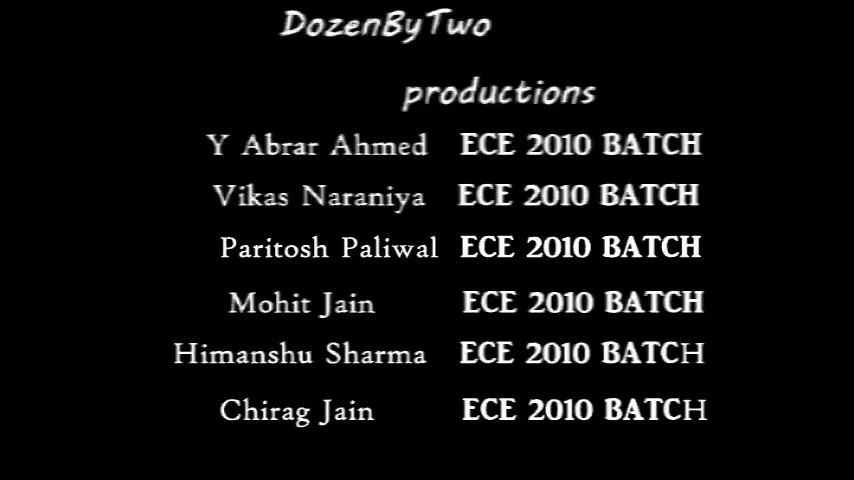 DozenByTwo
productions
Y Abrar Ahmed ECE 2010 BATCH
Vikas Naraniya ECE 2010 BATCH
Paritosh Paliwal ECE 2010 BATCH
Mohit Jain ECE 2010 BATCH
Himanshu Sharma ECE 2010 BATCH
Chirag Jain ECE 2010 BATCH